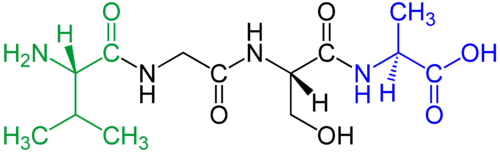 O H O CH₃
H₂N H N N OH
N H N H O
H O H O
H₃C CH₃ OH